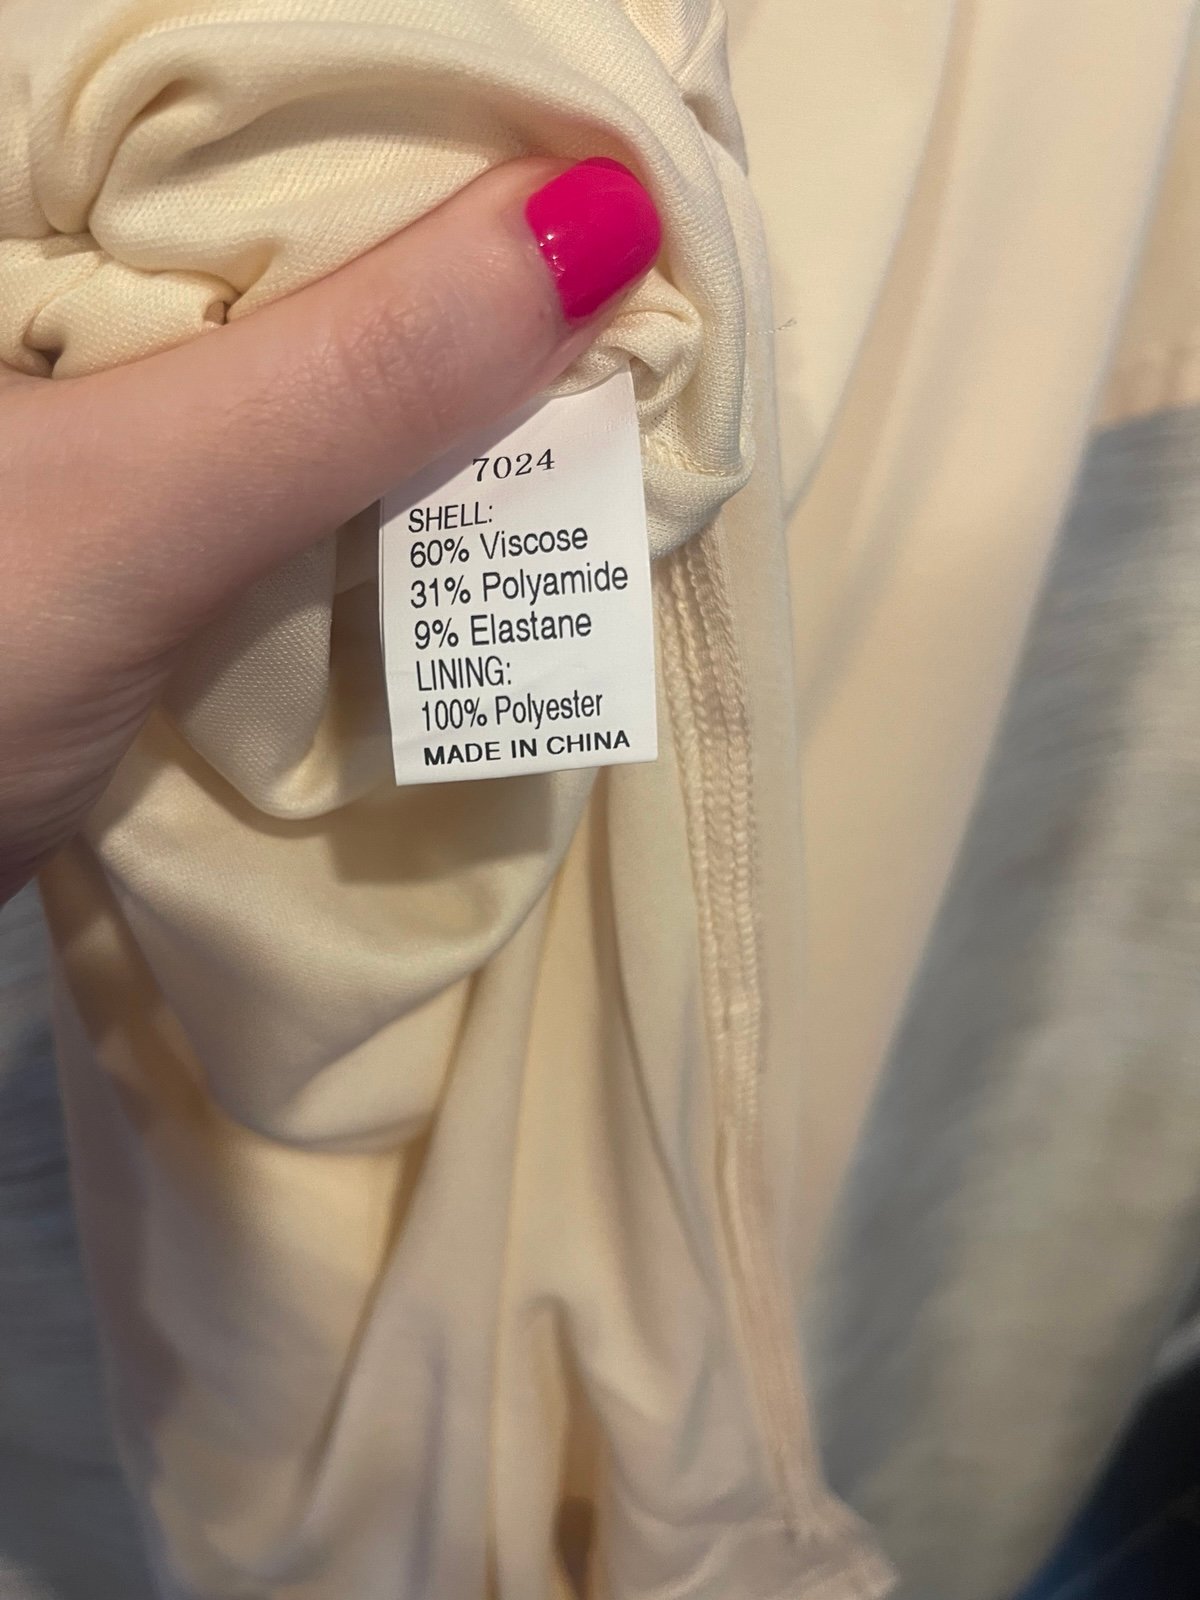 7024
SHELL:
60% Viscose
31% Polyamide
9% Elastane
LINING:
100% Polyester
MADE IN CHINA